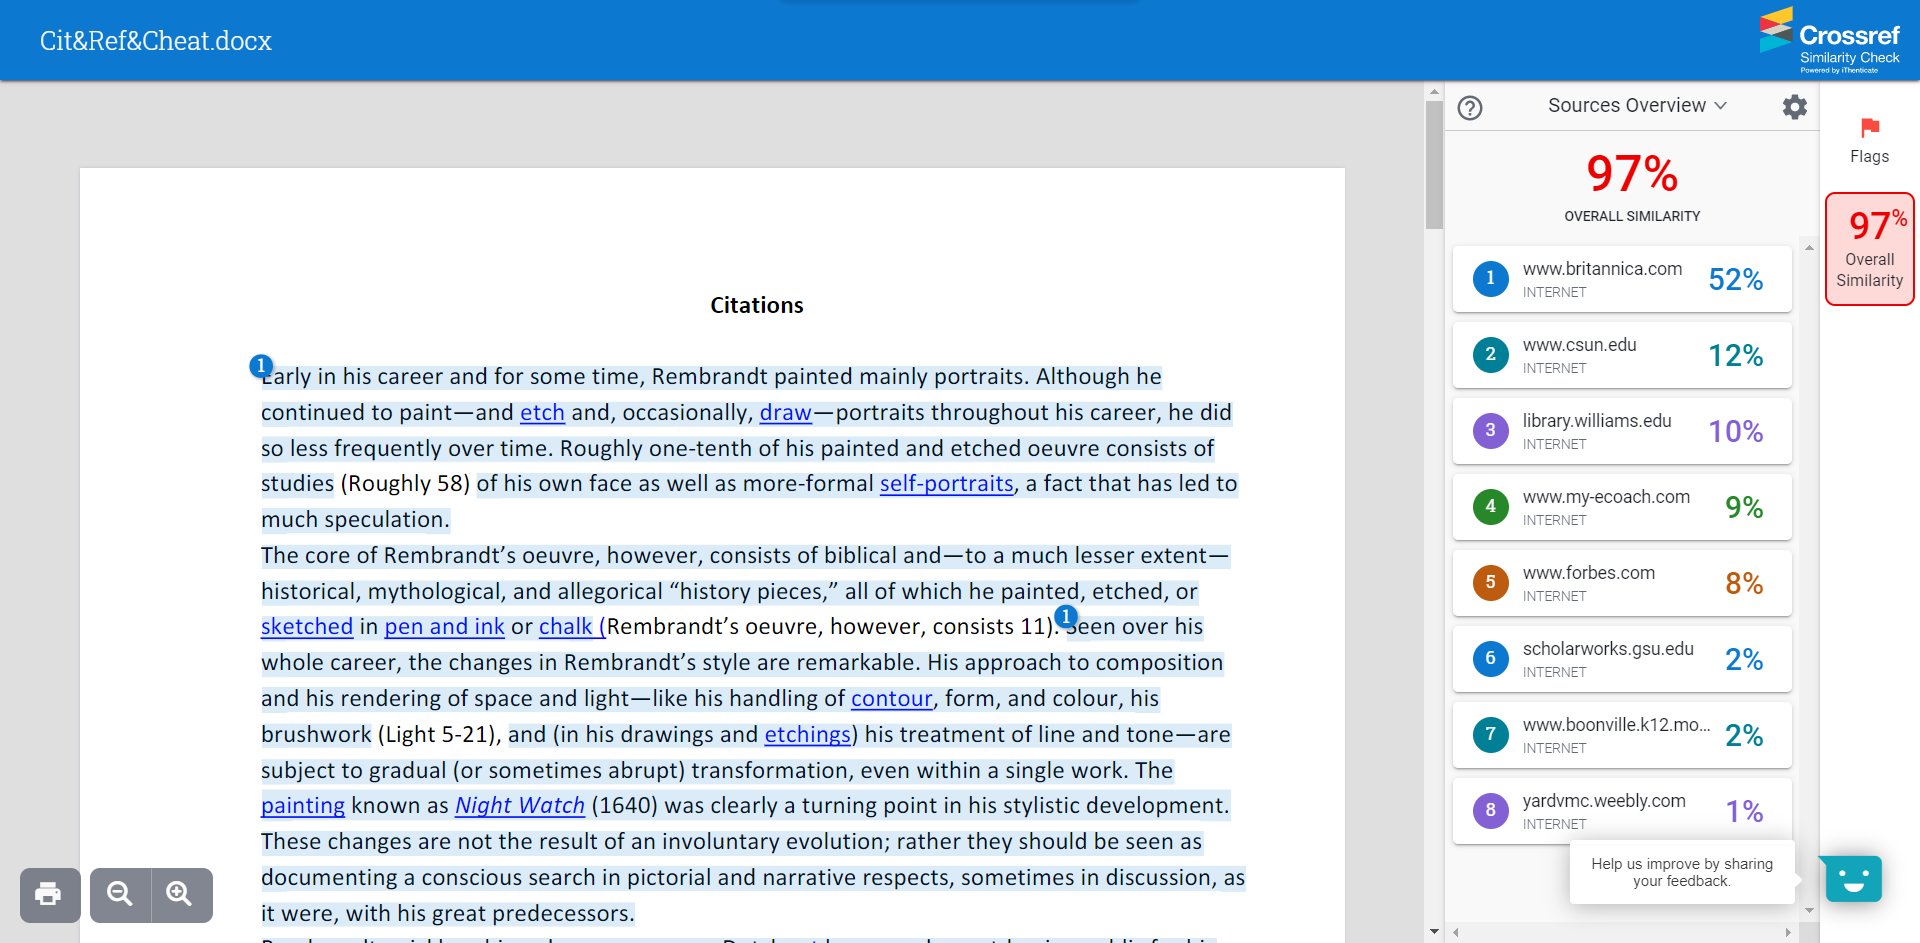 Cit&Ref&Cheat.docx
Crossref
Similarity Check
Powered by iThenticate
Citations
1
Early in his career and for some time, Rembrandt painted mainly portraits. Although he
continued to paint—and etch and, occasionally, draw—portraits throughout his career, he did
so less frequently over time. Roughly one-tenth of his painted and etched oeuvre consists of
studies (Roughly 58) of his own face as well as more-formal self-portraits, a fact that has led to
much speculation.
The core of Rembrandt’s oeuvre, however, consists of biblical and—to a much lesser extent—
historical, mythological, and allegorical “history pieces,” all of which he painted, etched, or
1
sketched in pen and ink or chalk (Rembrandt’s oeuvre, however, consists 11). Seen over his
whole career, the changes in Rembrandt’s style are remarkable. His approach to composition
and his rendering of space and light—like his handling of contour, form, and colour, his
brushwork (Light 5-21), and (in his drawings and etchings) his treatment of line and tone—are
subject to gradual (or sometimes abrupt) transformation, even within a single work. The
painting known as Night Watch (1640) was clearly a turning point in his stylistic development.
These changes are not the result of an involuntary evolution; rather they should be seen as
documenting a conscious search in pictorial and narrative respects, sometimes in discussion, as
it were, with his great predecessors.
Sources Overview
97%
OVERALL SIMILARITY
1 www.britannica.com 52%
INTERNET
2 www.csun.edu 12%
INTERNET
3 library.williams.edu 10%
INTERNET
4 www.my-ecoach.com 9%
INTERNET
5 www.forbes.com 8%
INTERNET
6 scholarworks.gsu.edu 2%
INTERNET
7 www.boonville.k12.mo... 2%
INTERNET
8 yardvmc.weebly.com 1%
INTERNET
Help us improve by sharing
your feedback.
Flags
97%
Overall
Similarity